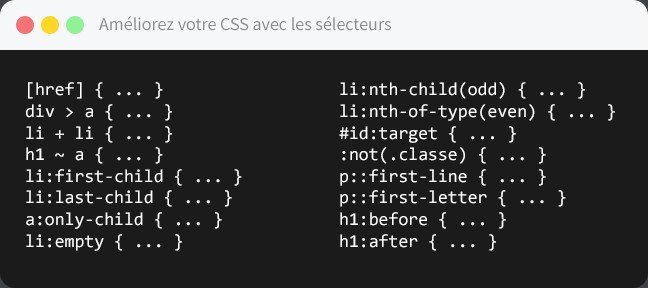 Améliorez votre CSS avec les sélecteurs
[href] { ... }
div > a { ... }
li + li { ... }
h1 ~ a { ... }
li:first-child { ... }
li:last-child { ... }
a:only-child { ... }
li:empty { ... }
li:nth-child(odd) { ... }
li:nth-of-type(even) { ... }
#id:target { ... }
:not(.classe) { ... }
p::first-line { ... }
p::first-letter { ... }
h1:before { ... }
h1:after { ... }